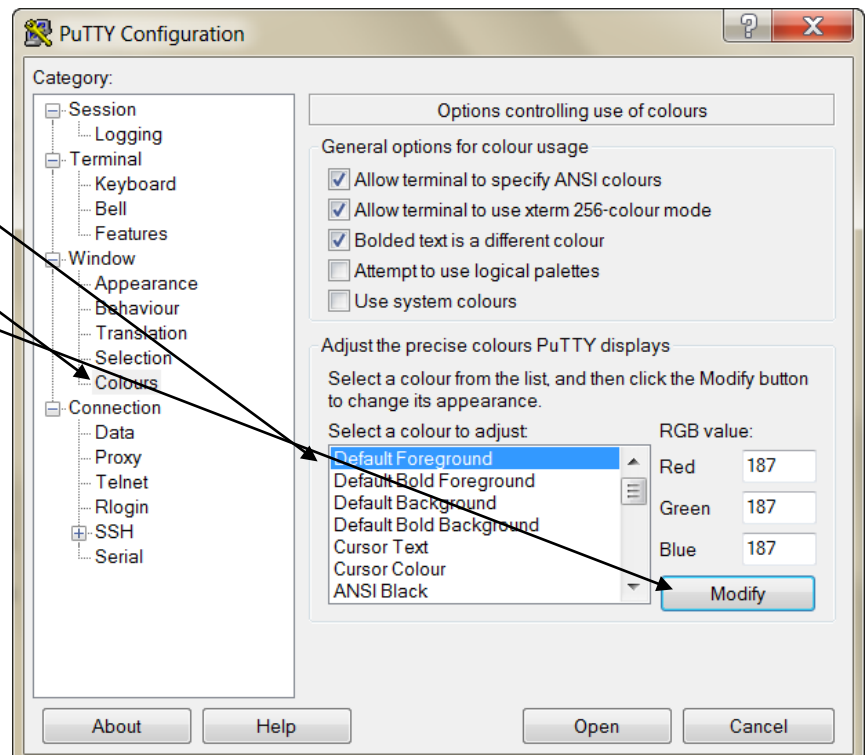 PuTTY Configuration
?
X
Category:
Session
Logging
Terminal
Keyboard
Bell
Features
Window
Appearance
Behaviour
Translation
Selection
Colours
Connection
Data
Proxy
Telnet
Rlogin
SSH
Serial
Options controlling use of colours
General options for colour usage
Allow terminal to specify ANSI colours
Allow terminal to use xterm 256-colour mode
Bolded text is a different colour
Attempt to use logical palettes
Use system colours
Adjust the precise colours PuTTY displays
Select a colour from the list, and then click the Modify button
to change its appearance.
Select a colour to adjust:
RGB value:
Default Foreground
Default Bold Foreground
Default Background
Default Bold Background
Cursor Text
Cursor Colour
ANSI Black
Red 187
Green 187
Blue 187
Modify
About
Help
Open
Cancel